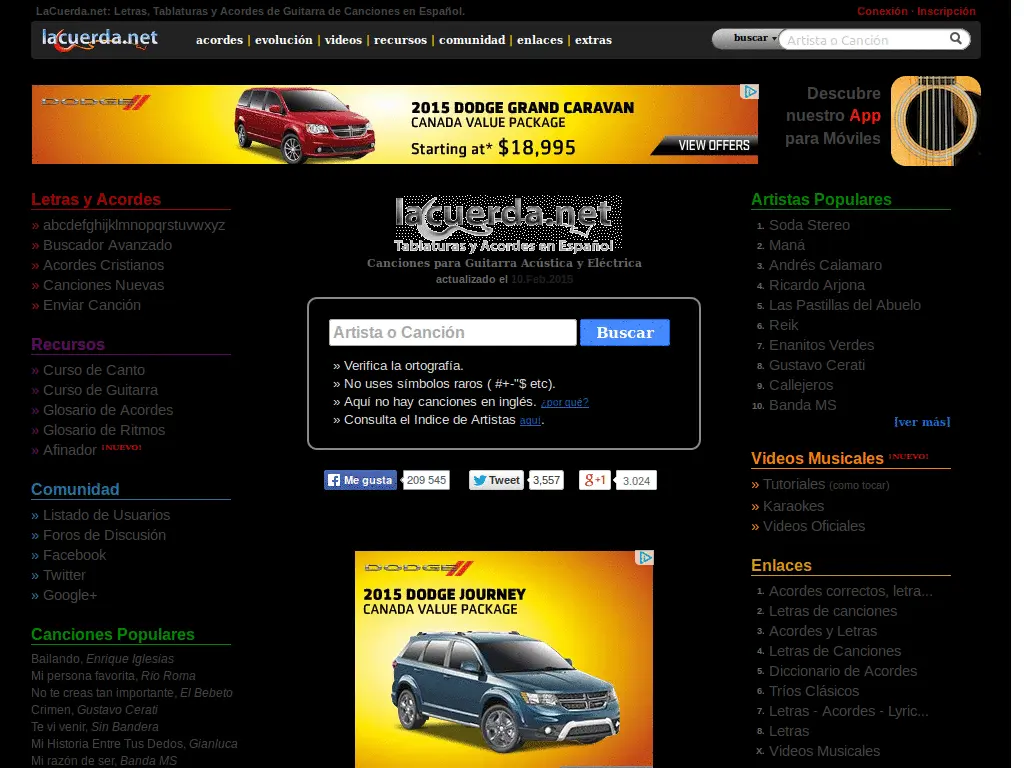 LaCuerda.net: Letras, Tablaturas y Acordes de Guitarra de Canciones en Español.
Conexión · Inscripción
lacuerda.net
acordes | evolución | videos | recursos | comunidad | enlaces | extras
buscar
Artista o Canción
DODGE
2015 DODGE GRAND CARAVAN
CANADA VALUE PACKAGE
Starting at* $18,995
VIEW OFFERS
Descubre
nuestro App
para Móviles
Letras y Acordes
» abcdefghijklmnopqrstuvwxyz
» Buscador Avanzado
» Acordes Cristianos
» Canciones Nuevas
» Enviar Canción
Recursos
» Curso de Canto
» Curso de Guitarra
» Glosario de Acordes
» Glosario de Ritmos
» Afinador ¡NUEVO!
Comunidad
» Listado de Usuarios
» Foros de Discusión
» Facebook
» Twitter
» Google+
Canciones Populares
Bailando, Enrique Iglesias
Mi persona favorita, Río Roma
No te creas tan importante, El Bebeto
Crimen, Gustavo Cerati
Te vi venir, Sin Bandera
Mi Historia Entre Tus Dedos, Gianluca
Mi razón de ser, Banda MS
lacuerda.net
Tablaturas y Acordes en Español
Canciones para Guitarra Acústica y Eléctrica
actualizado el 10.Feb.2015
Artista o Canción
Buscar
» Verifica la ortografía.
» No uses símbolos raros ( #+-"$ etc).
» Aquí no hay canciones en inglés. ¿por qué?
» Consulta el Indice de Artistas aquí.
Me gusta 209 545
Tweet 3,557
g+1 3.024
DODGE
2015 DODGE JOURNEY
CANADA VALUE PACKAGE
Artistas Populares
1. Soda Stereo
2. Maná
3. Andrés Calamaro
4. Ricardo Arjona
5. Las Pastillas del Abuelo
6. Reik
7. Enanitos Verdes
8. Gustavo Cerati
9. Callejeros
10. Banda MS
[ver más]
Videos Musicales ¡NUEVO!
» Tutoriales (como tocar)
» Karaokes
» Videos Oficiales
Enlaces
1. Acordes correctos, letra...
2. Letras de canciones
3. Acordes y Letras
4. Letras de Canciones
5. Diccionario de Acordes
6. Tríos Clásicos
7. Letras - Acordes - Lyric...
8. Letras
X. Videos Musicales